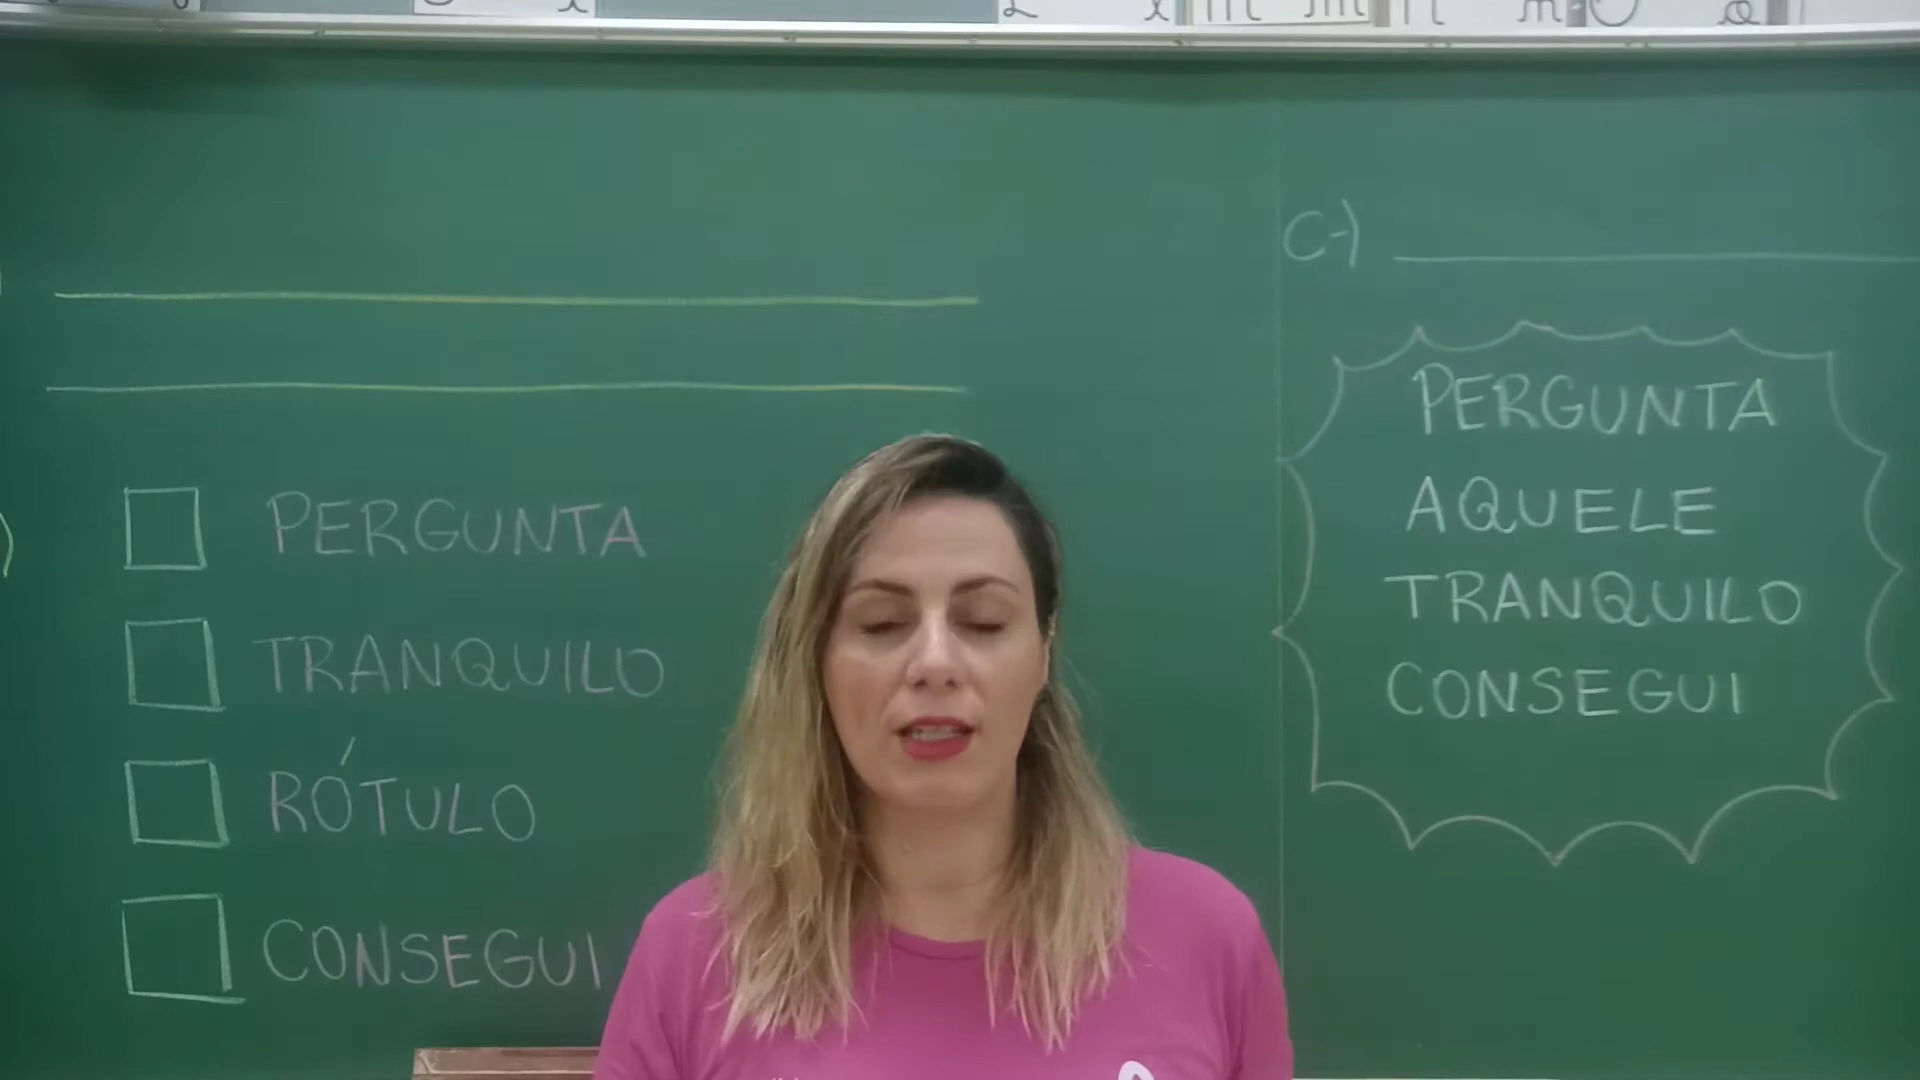 PERGUNTA
TRANQUILO
RÓTULO
CONSEGUI
C-)
PERGUNTA
AQUELE
TRANQUILO
CONSEGUI